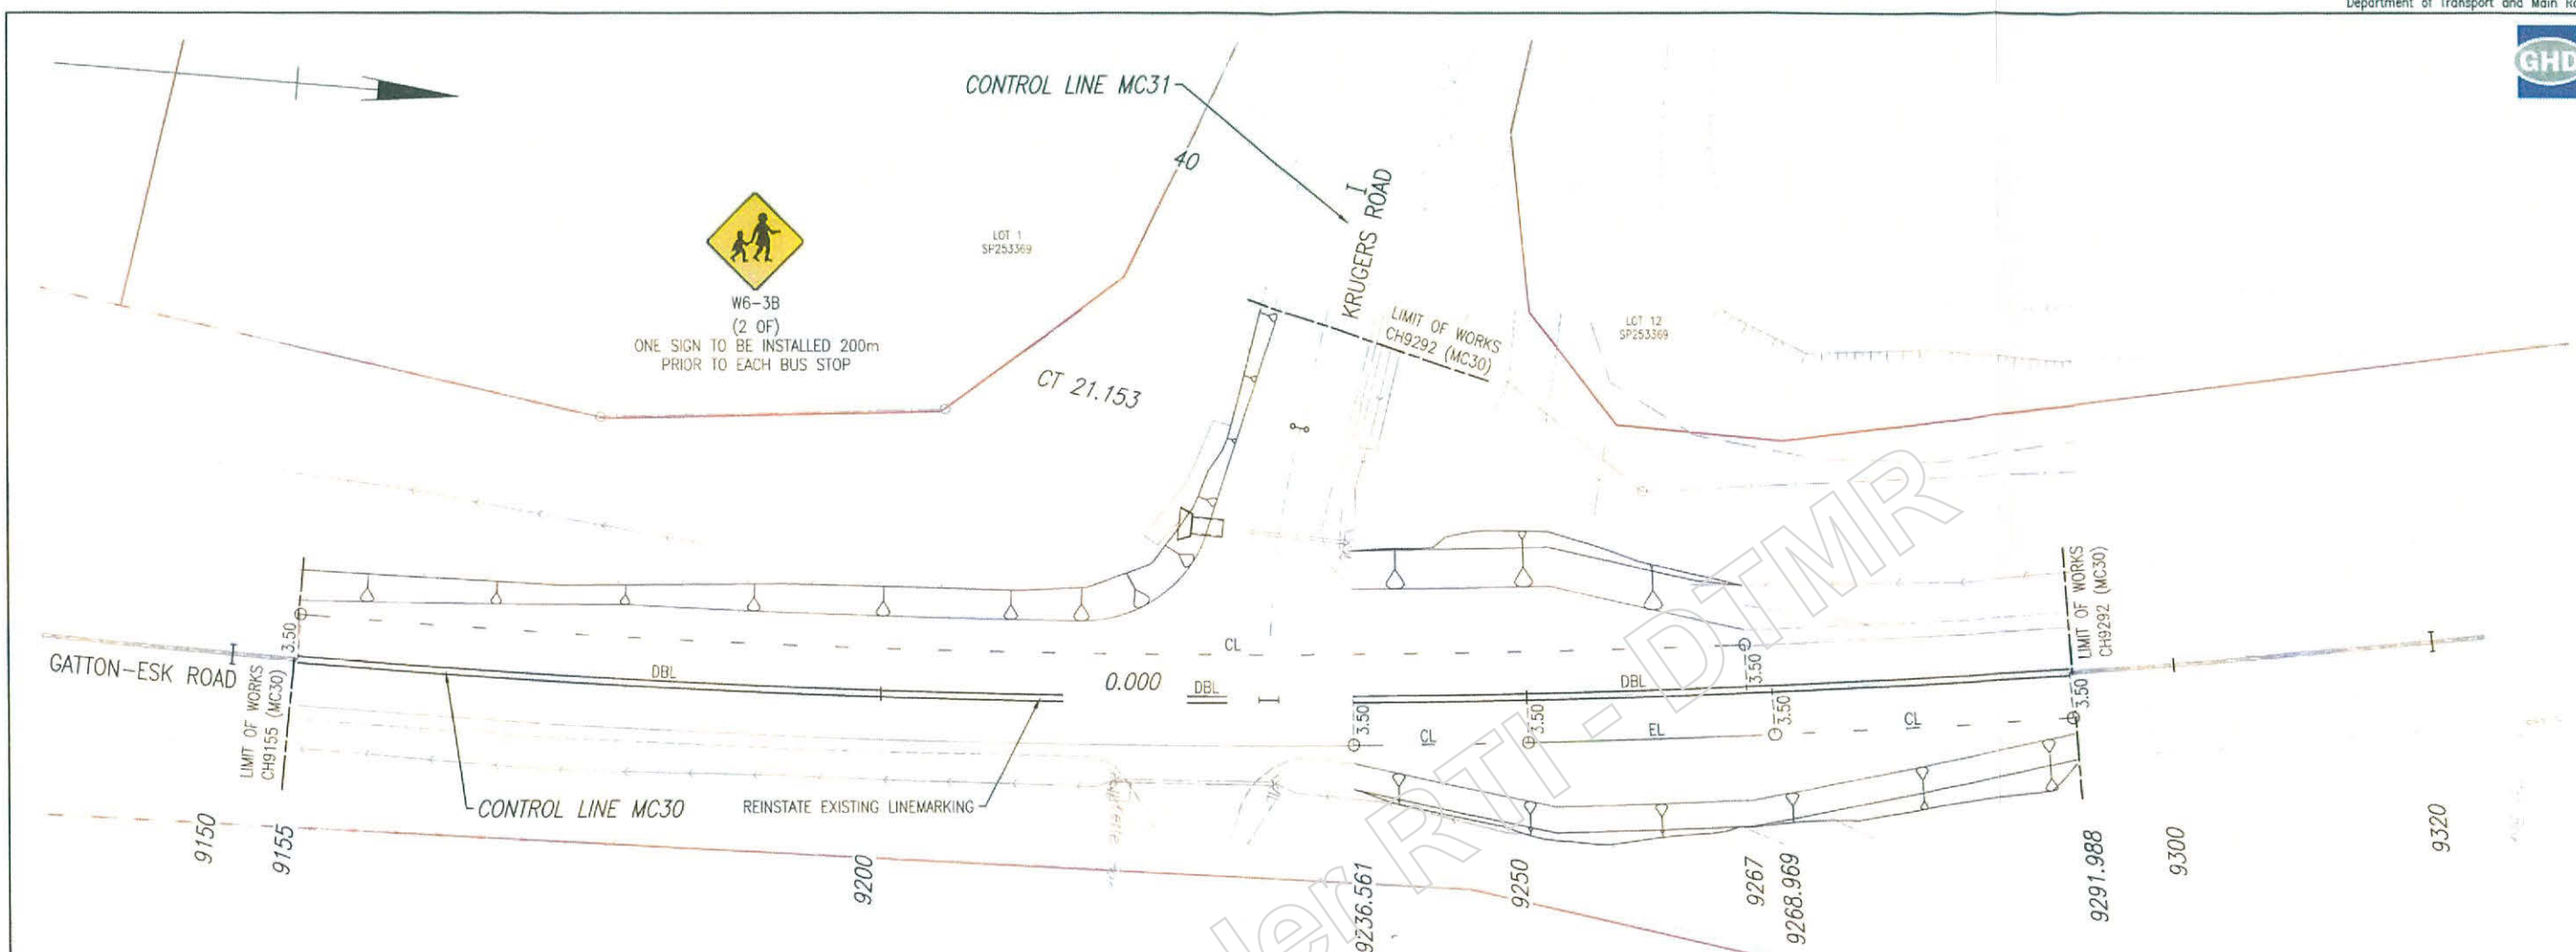 Department of Transport and Main
GHD
CONTROL LINE MC31
40
KRUGERS ROAD
LOT 1
SP253369
W6-3B
(2 OF)
ONE SIGN TO BE INSTALLED 200m
PRIOR TO EACH BUS STOP
LIMIT OF WORKS
CH9292 (MC30)
LOT 12
SP253369
CT 21.153
LIMIT OF WORKS
CH9292 (MC30)
3.50
CL
GATTON-ESK ROAD
DBL
0.000
DBL
DBL
3.50
3.50
3.50
3.50
3.50
CL
EL
CL
LIMIT OF WORKS
CH9155 (MC30)
CONTROL LINE MC30
REINSTATE EXISTING LINEMARKING
9150
9155
9200
9236.561
9250
9267
9268.969
9291.988
9300
9320
RTI - DTMR